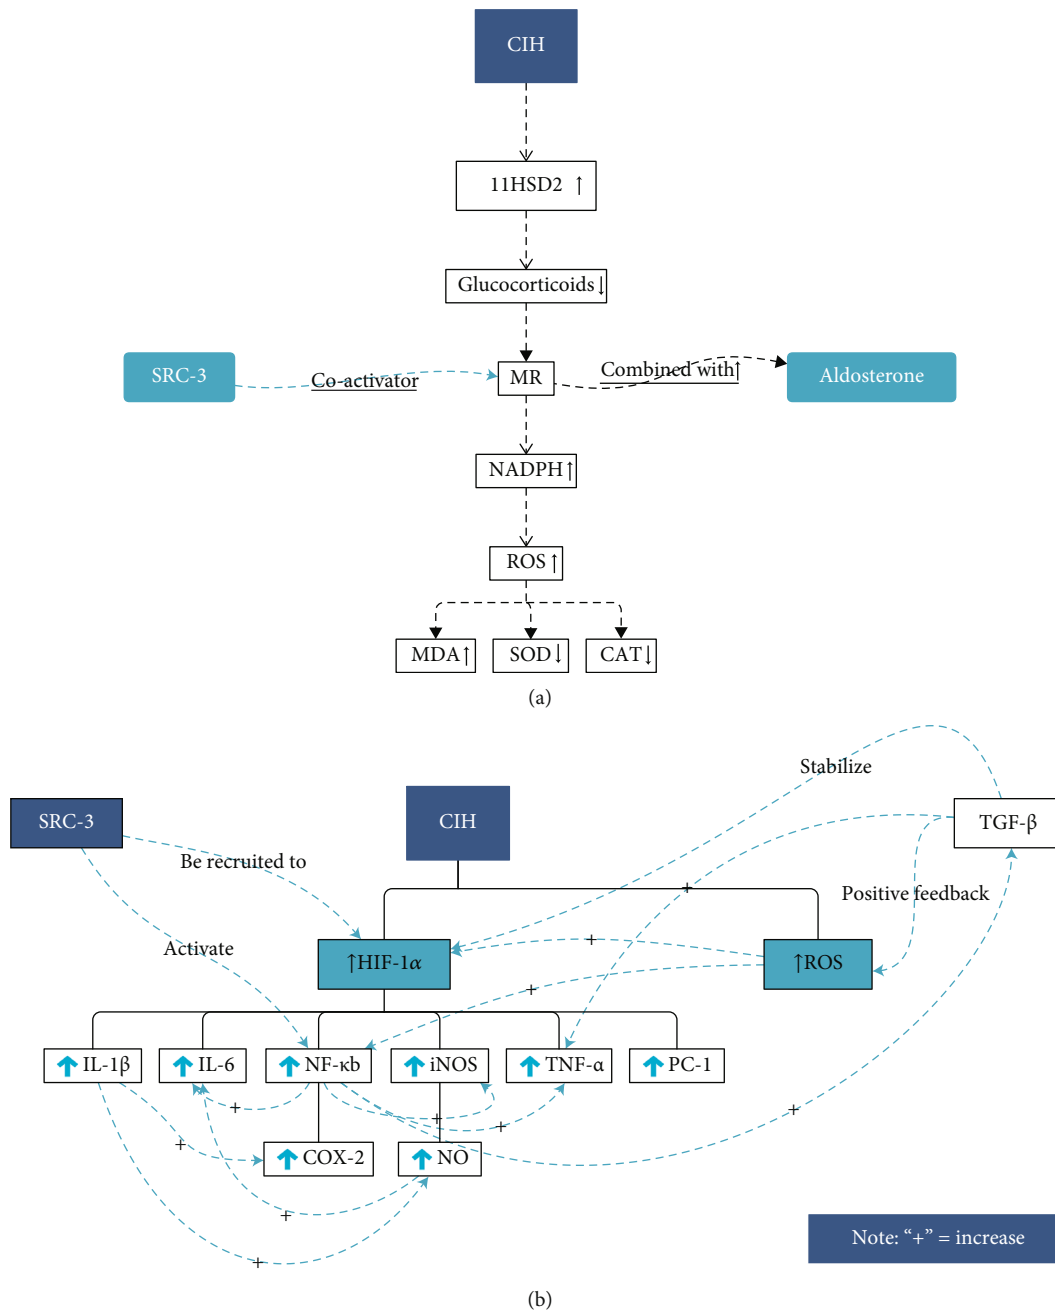 CIH
11HSD2 ↑
Glucocorticoids↓
SRC-3
Co-activator
MR
Combined with↑
Aldosterone
NADPH↑
ROS↑
MDA↑
SOD↓
CAT↓
(a)
Stabilize
SRC-3
CIH
TGF-β
Be recruited to
+
Positive feedback
Activate
+
↑HIF-1α
↑ROS
+
↑ IL-1β
↑ IL-6
↑ NF-κb
↑ iNOS
↑ TNF-α
↑ PC-1
+
+
+
+
+
↑ COX-2
↑ NO
+
+
Note: “+” = increase
(b)